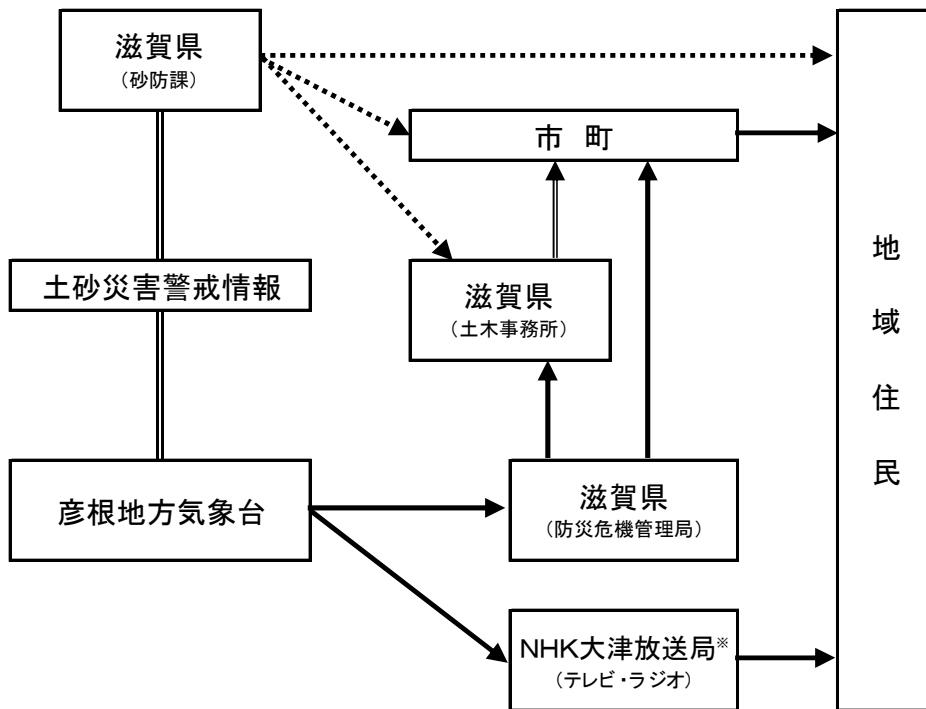 滋賀県
（砂防課）
市 町
土砂災害警戒情報
滋賀県
（土木事務所）
地域住民
彦根地方気象台
滋賀県
（防災危機管理局）
NHK大津放送局※
（テレビ・ラジオ）